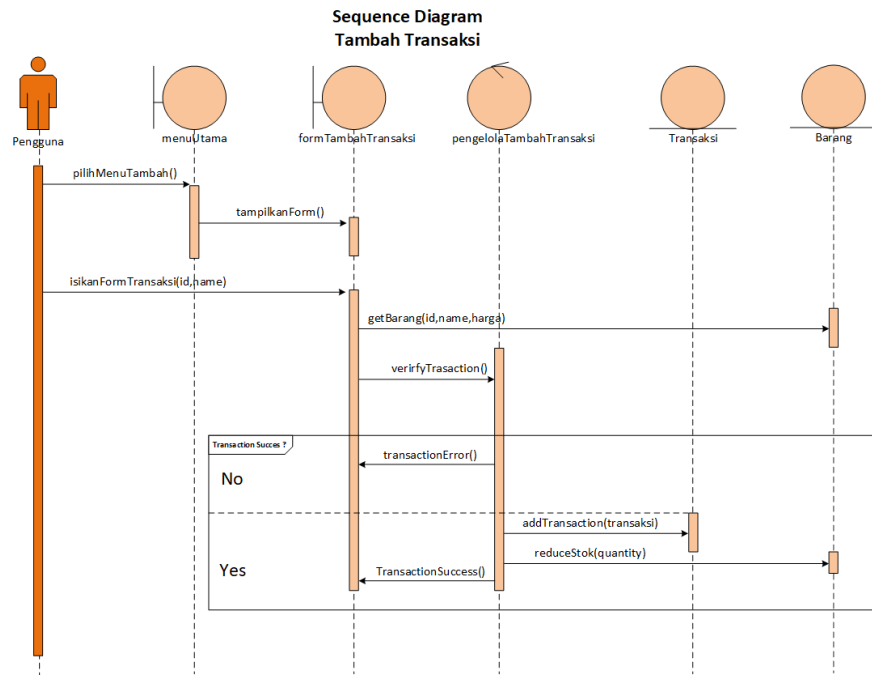 Sequence Diagram
Tambah Transaksi
Pengguna
menuUtama
formTambahTransaksi
pengelolaTambahTransaksi
Transaksi
Barang
pilihMenuTambah()
tampilkanForm()
isikanFormTransaksi(id,name)
getBarang(id,name,harga)
verirfyTrasaction()
Transaction Succes ?
transactionError()
No
addTransaction(transaksi)
reduceStok(quantity)
Yes
TransactionSuccess()